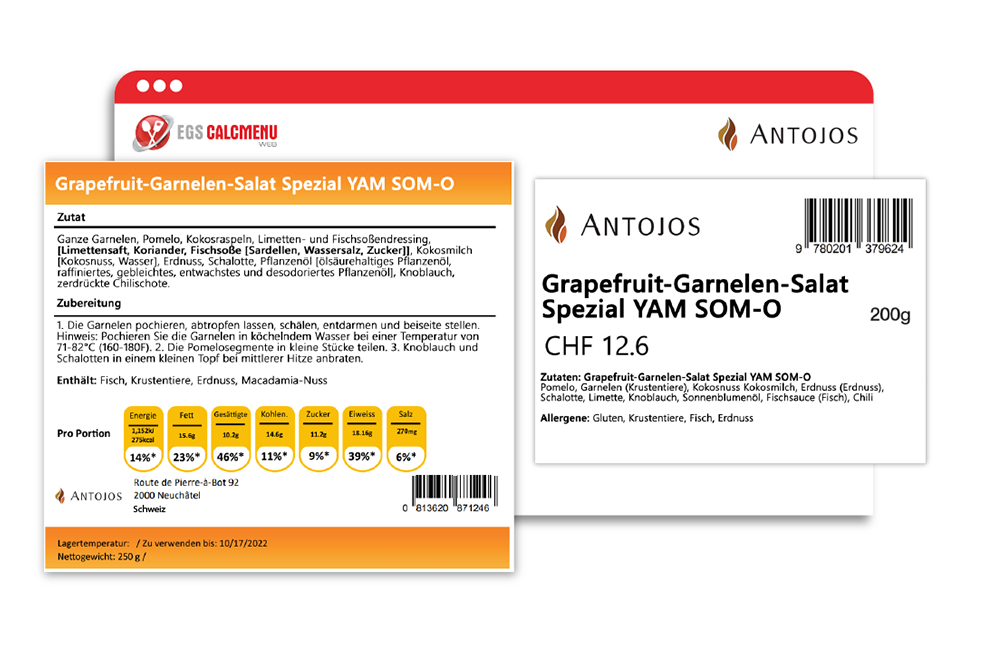 EGS CALCMENU
WEB
ANTOJOS
Grapefruit-Garnelen-Salat Spezial YAM SOM-O
Zutat
Ganze Garnelen, Pomelo, Kokosraspeln, Limetten- und Fischsoßendressing,
[Limettensaft, Koriander, Fischsoße [Sardellen, Wassersalz, Zucker]], Kokosmilch
[Kokosnuss, Wasser], Erdnuss, Schalotte, Pflanzenöl [ölsäurehaltiges Pflanzenöl,
raffiniertes, gebleichtes, entwachstes und desodoriertes Pflanzenöl], Knoblauch,
zerdrückte Chilischote.
Zubereitung
1. Die Garnelen pochieren, abtropfen lassen, schälen, entdarmen und beiseite stellen.
Hinweis: Pochieren Sie die Garnelen in köchelndem Wasser bei einer Temperatur von
71-82°C (160-180F). 2. Die Pomelosegmente in kleine Stücke teilen. 3. Knoblauch und
Schalotten in einem kleinen Topf bei mittlerer Hitze anbraten.
Enthält: Fisch, Krustentiere, Erdnuss, Macadamia-Nuss
Pro Portion
Energie Fett Gesättigte Kohlen. Zucker Eiweiss Salz
1,152kJ
275kcal 15.6g 10.2g 14.6g 11.2g 18.16g 270mg
14%* 23%* 46%* 11%* 9%* 39%* 6%*
ANTOJOS
Route de Pierre-à-Bot 92
2000 Neuchâtel
Schweiz
0 813620 871246
Lagertemperatur: / Zu verwenden bis: 10/17/2022
Nettogewicht: 250 g /
ANTOJOS
9 780201 379624
Grapefruit-Garnelen-Salat
Spezial YAM SOM-O
200g
CHF 12.6
Zutaten: Grapefruit-Garnelen-Salat Spezial YAM SOM-O
Pomelo, Garnelen (Krustentiere), Kokosnuss Kokosmilch, Erdnuss (Erdnuss),
Schalotte, Limette, Knoblauch, Sonnenblumenöl, Fischsauce (Fisch), Chili
Allergene: Gluten, Krustentiere, Fisch, Erdnuss